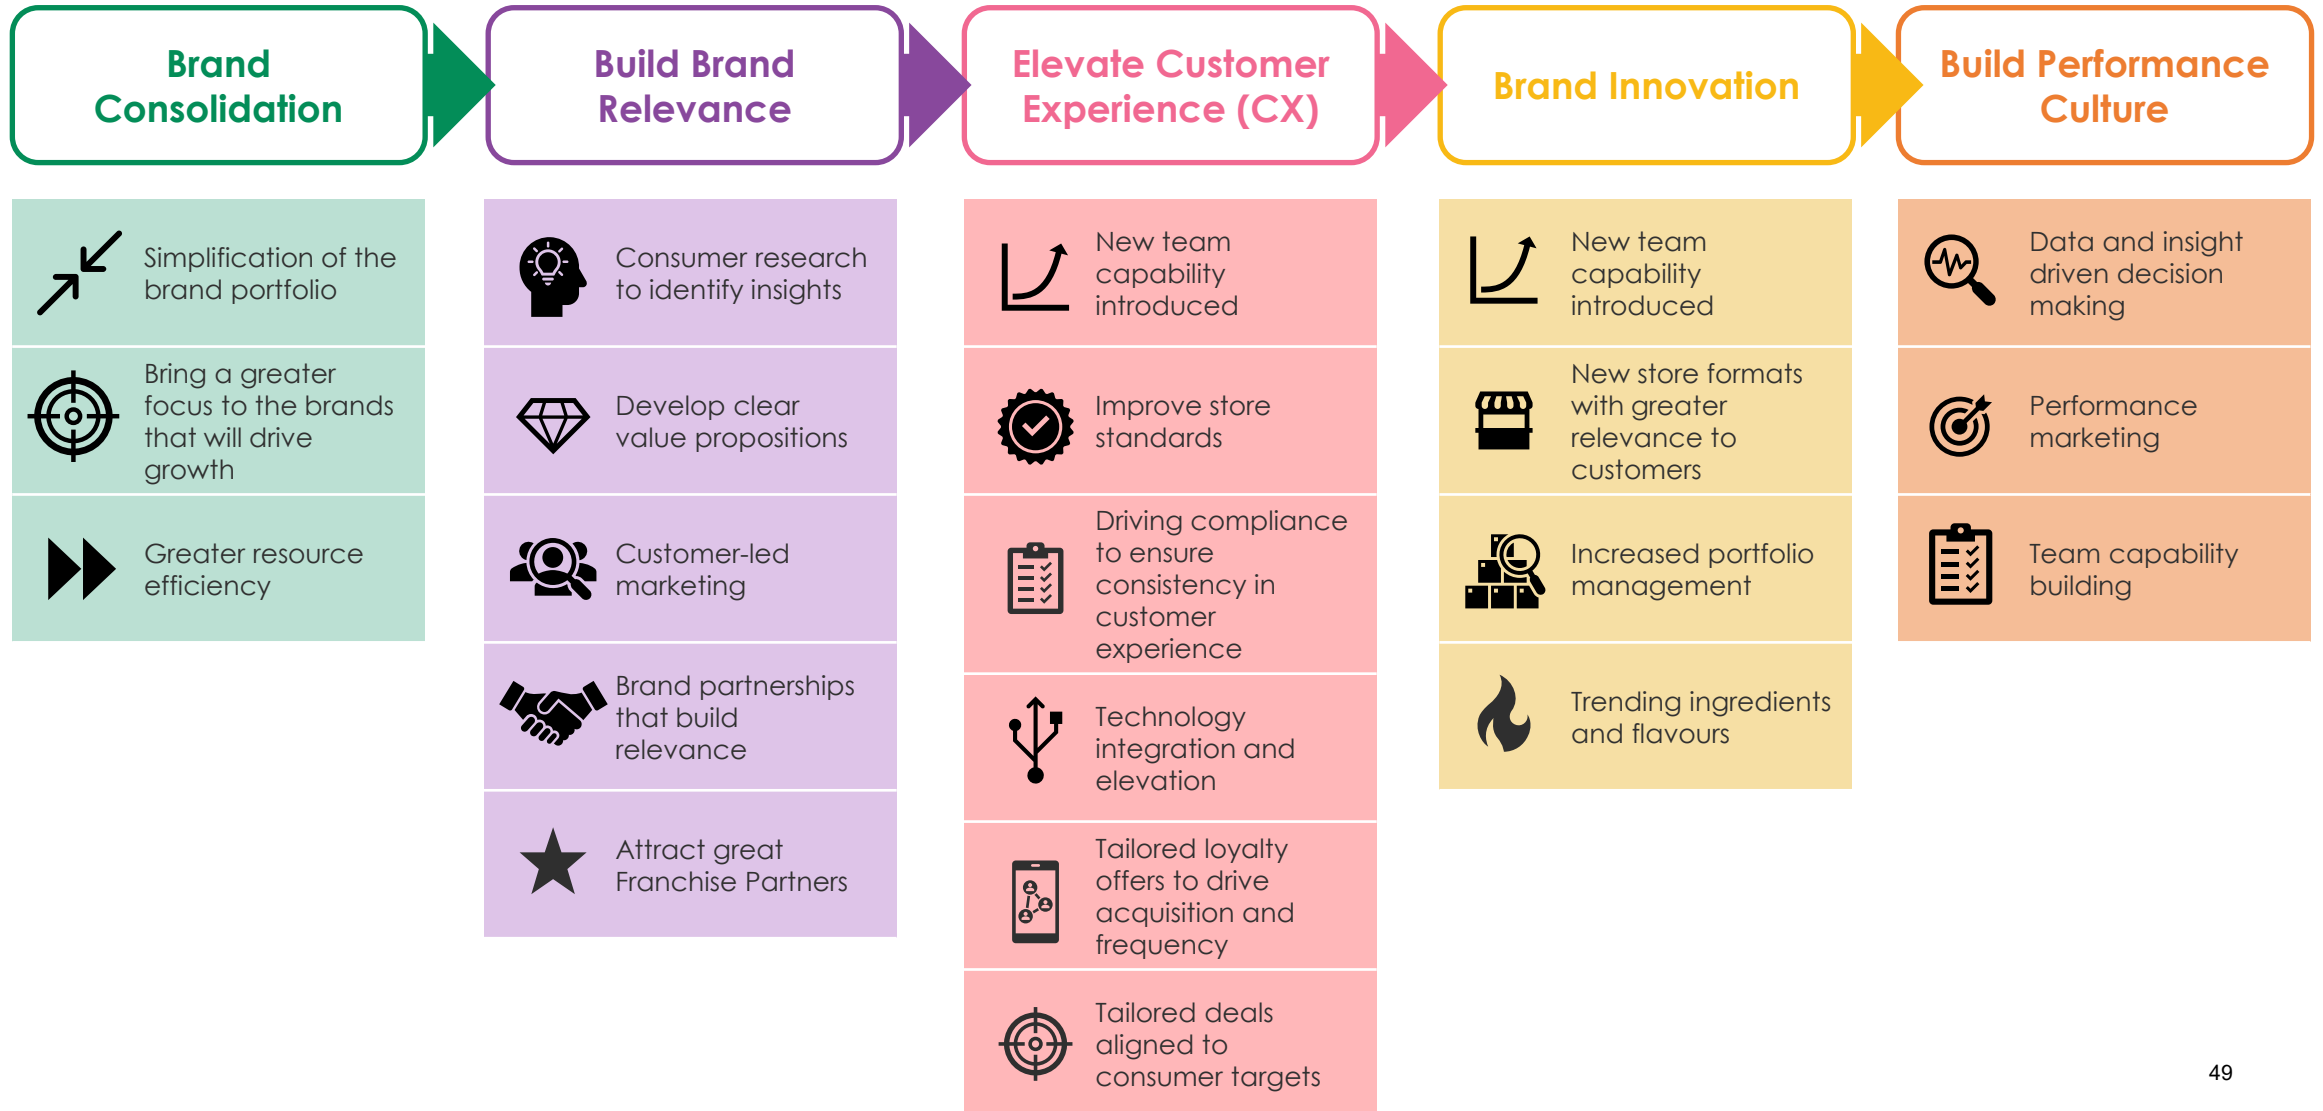 Brand
Consolidation
Build Brand
Relevance
Elevate Customer
Experience (CX)
Brand Innovation
Build Performance
Culture
Simplification of the
brand portfolio
Bring a greater
focus to the brands
that will drive
growth
Greater resource
efficiency
Consumer research
to identify insights
Develop clear
value propositions
Customer-led
marketing
Brand partnerships
that build
relevance
Attract great
Franchise Partners
New team
capability
introduced
Improve store
standards
Driving compliance
to ensure
consistency in
customer
experience
Technology
integration and
elevation
Tailored loyalty
offers to drive
acquisition and
frequency
Tailored deals
aligned to
consumer targets
New team
capability
introduced
New store formats
with greater
relevance to
customers
Increased portfolio
management
Trending ingredients
and flavours
Data and insight
driven decision
making
Performance
marketing
Team capability
building
49